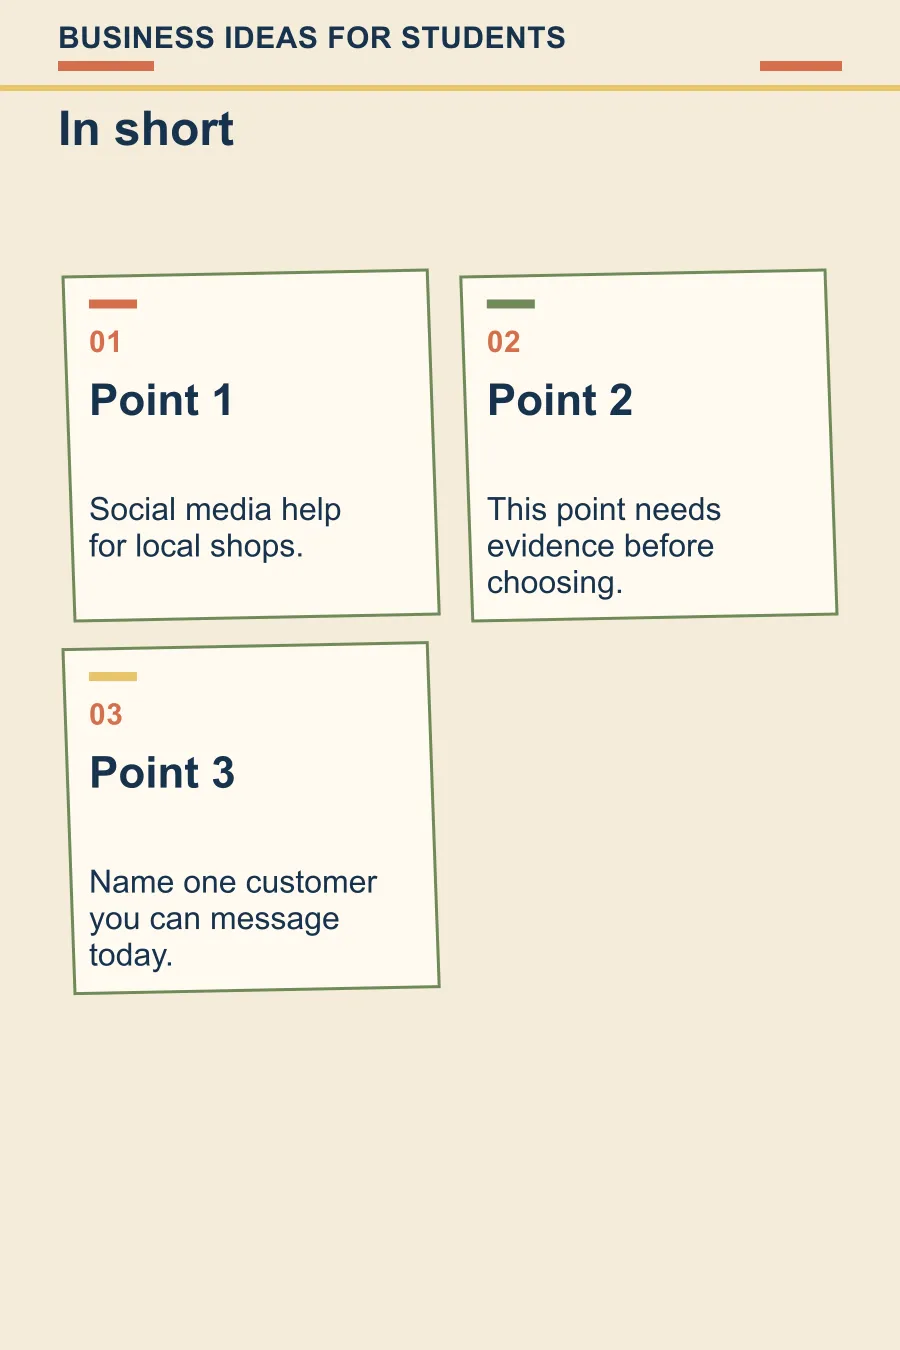 BUSINESS IDEAS FOR STUDENTS
In short
01
Point 1
Social media help
for local shops.
02
Point 2
This point needs
evidence before
choosing.
03
Point 3
Name one customer
you can message
today.